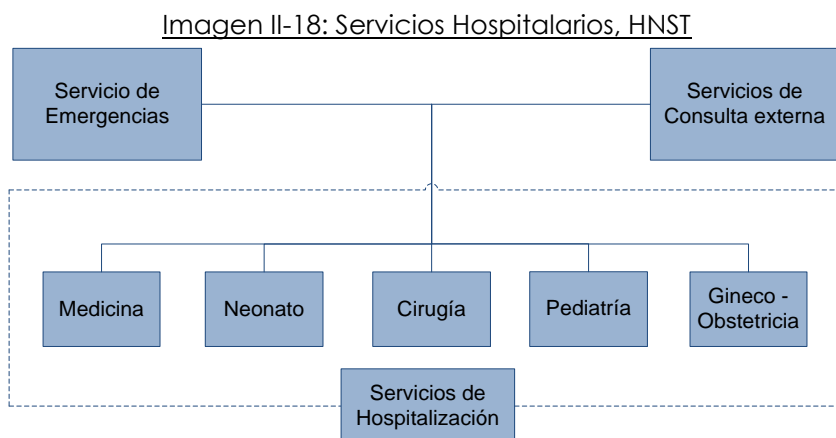 Imagen II-18: Servicios Hospitalarios, HNST
Servicio de
Emergencias
Servicios de
Consulta externa
Medicina
Neonato
Cirugía
Pediatría
Gineco -
Obstetricia
Servicios de
Hospitalización